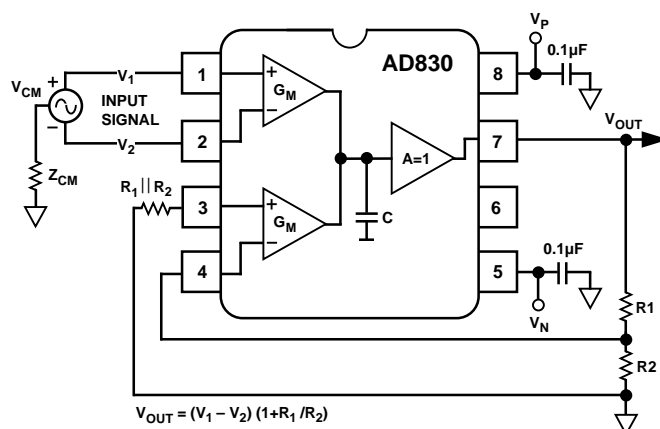 V_P
0.1µF
AD830
V_CM
+
V_1
1
+
G_M
−
8
V_OUT
INPUT
SIGNAL
−
V_2
2
A=1
7
Z_CM
R_1||R_2
3
+
G_M
−
C
6
0.1µF
4
5
V_N
R1
R2
V_OUT = (V_1 – V_2) (1+R_1/R_2)